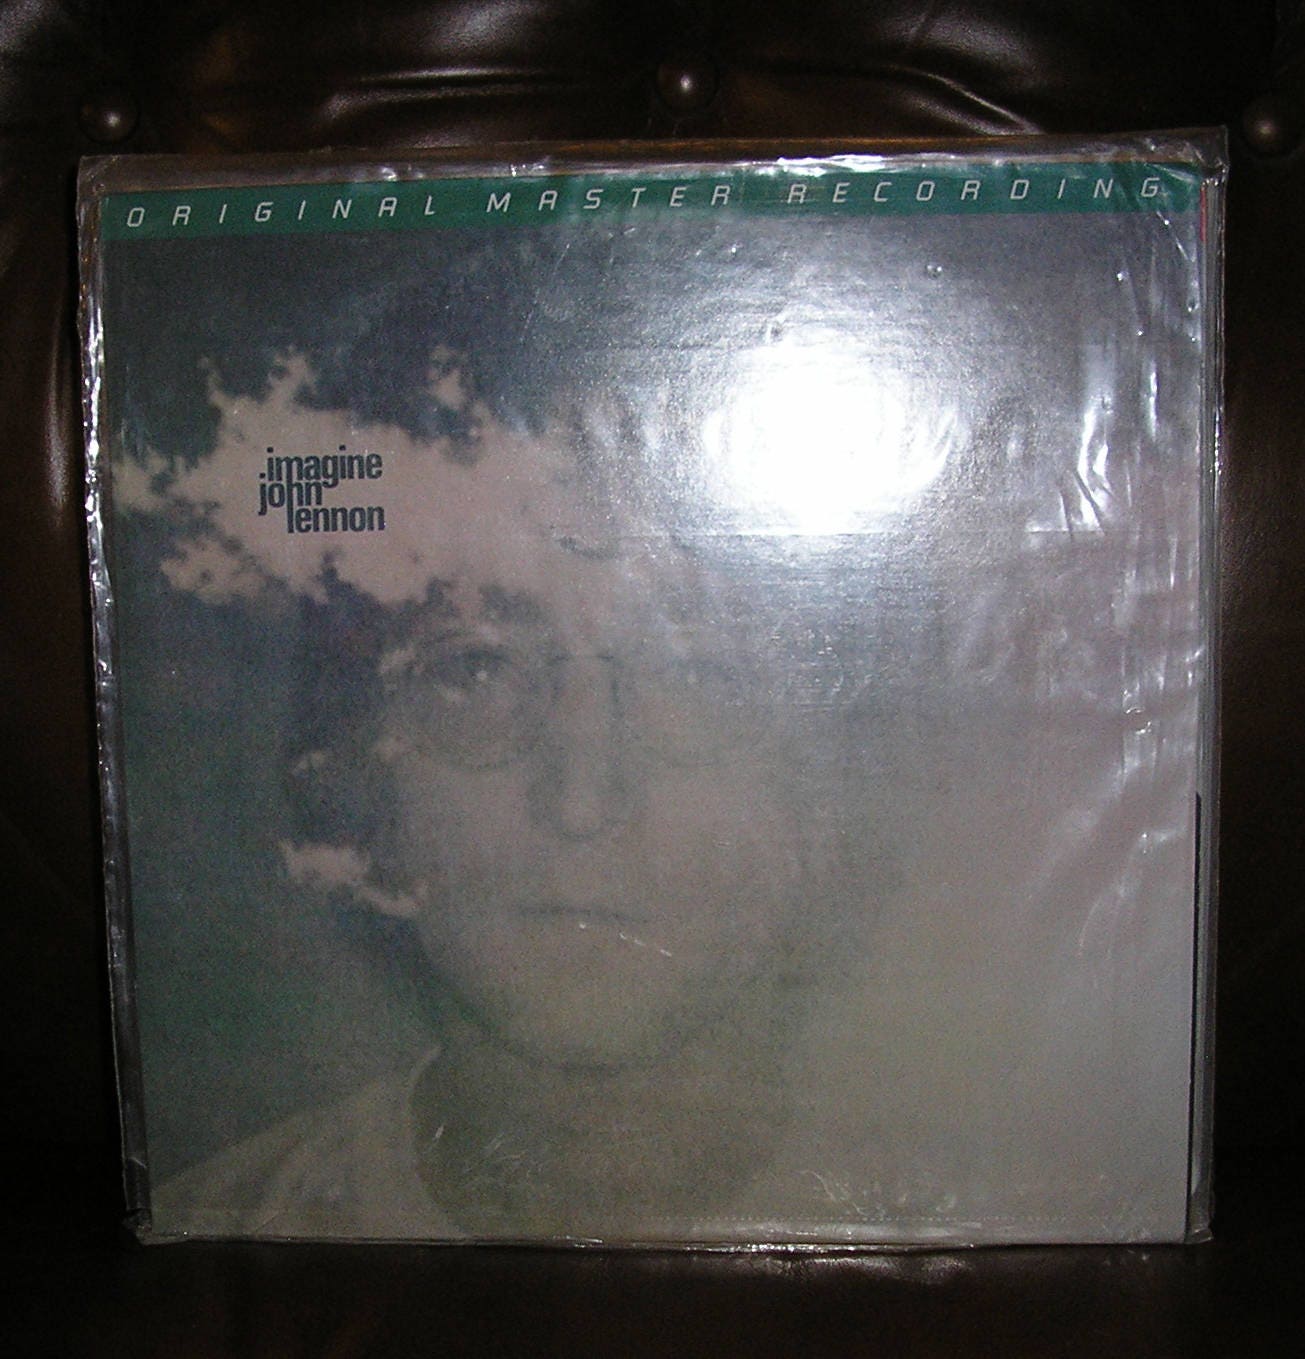 ORIGINAL MASTER RECORDING
imagine
john
lennon